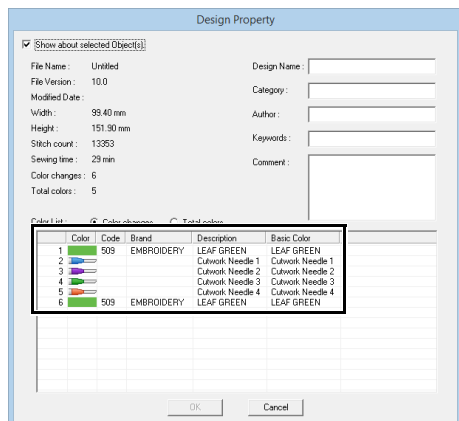 Design Property
Show about selected Object(s):
File Name : Untitled
Design Name :
File Version : 10.0
Category :
Modified Date :
Width : 99.40 mm
Author :
Height : 151.90 mm
Keywords :
Stitch count : 13353
Sewing time : 29 min
Comment :
Color changes : 6
Total colors : 5
Color List : Color changes Total colors
Color Code Brand Description Basic Color
1 509 EMBROIDERY LEAF GREEN LEAF GREEN
2 Cutwork Needle 1 Cutwork Needle 1
3 Cutwork Needle 2 Cutwork Needle 2
4 Cutwork Needle 3 Cutwork Needle 3
5 Cutwork Needle 4 Cutwork Needle 4
6 509 EMBROIDERY LEAF GREEN LEAF GREEN
OK Cancel